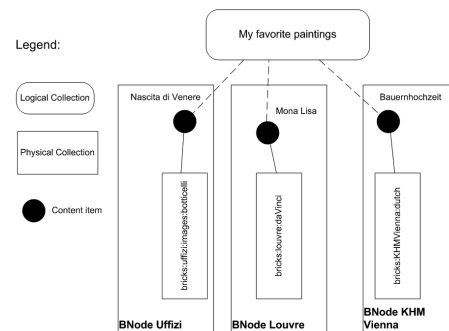 My favorite paintings
Legend:
Logical Collection
Physical Collection
Content item
Nascita di Venere
Mona Lisa
Bauernhochzeit
bricks:uffizi:images:botticelli
bricks:louvre:daVinci
bricks:KHMVienna:dutch
BNode Uffizi
BNode Louvre
BNode KHM
Vienna